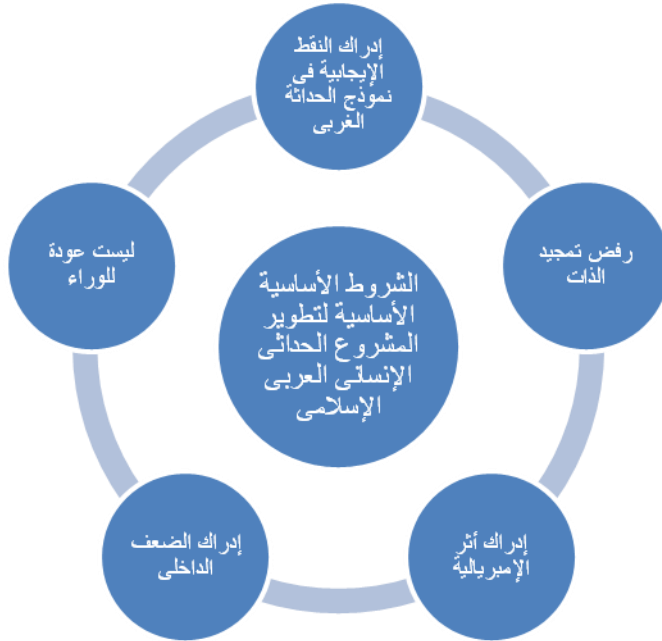 إدراك النقط
الإيجابية فى
نموذج الحداثة
الغربى
رفض تمجيد
الذات
إدراك أثر
الإمبريالية
إدراك الضعف
الداخلى
ليست عودة
للوراء
الشروط الأساسية
الأساسية لتطوير
المشروع الحداثى
الإنسانى العربى
الإسلامى